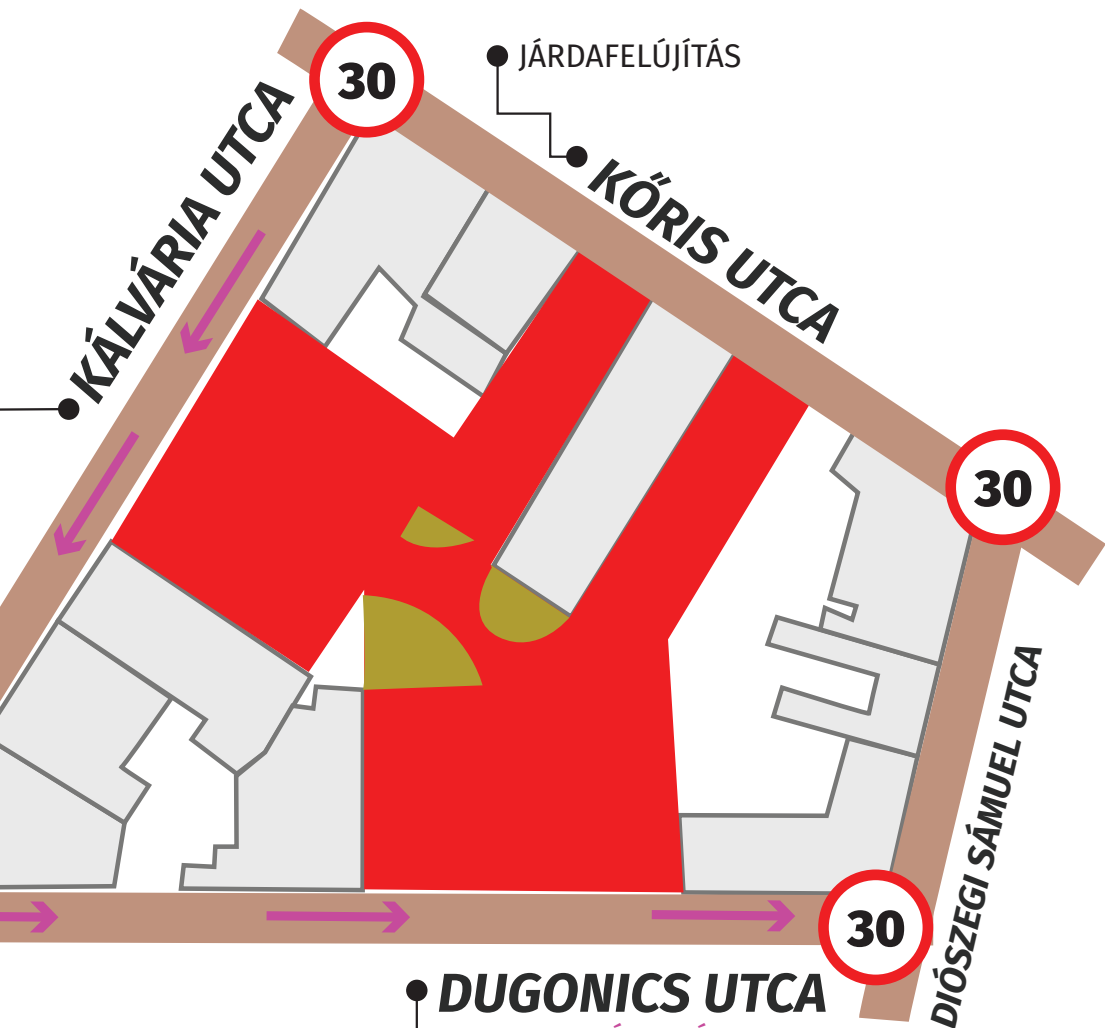 30
JÁRDAFELÚJÍTÁS
KÁLVÁRIA UTCA
KŐRIS UTCA
30
DIÓSZEGI SÁMUEL UTCA
30
DUGONICS UTCA